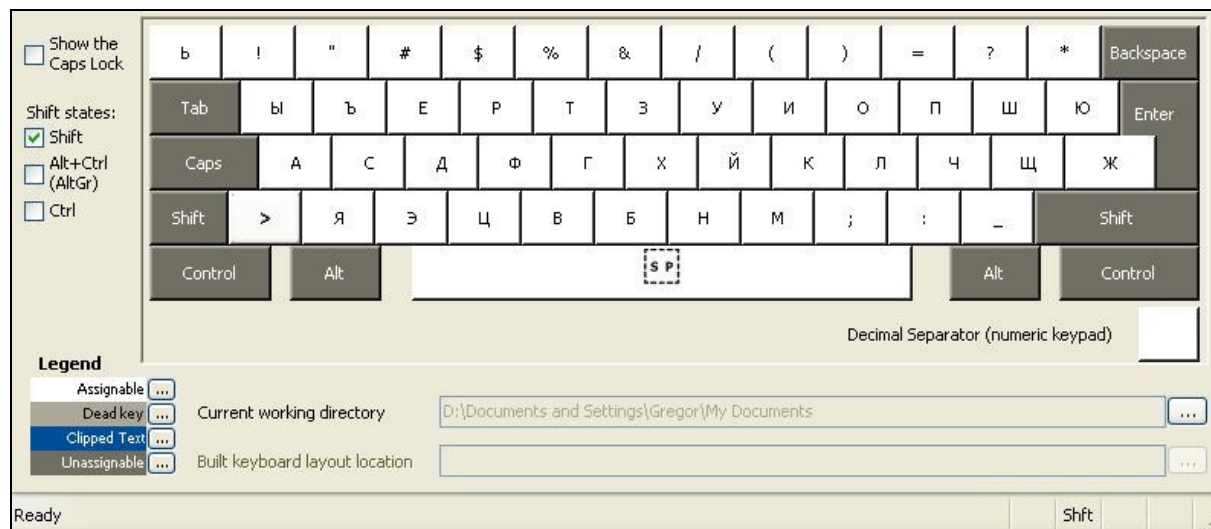 Show the
Caps Lock
Shift states:
Shift
Alt+Ctrl
(AltGr)
Ctrl
Ь ! " # $ % & / ( ) = ? * Backspace
Tab Ы Ъ Е Р Т З У И О П Ш Ю Enter
Caps А С Д Ф Г Х Й К Л Ч Щ Ж
Shift > Я Э Ц В Б Н М ; : _ Shift
Control Alt SP Alt Control
Decimal Separator (numeric keypad)
Legend
Assignable ...
Dead key ...
Clipped Text ...
Unassignable ...
Current working directory D:\Documents and Settings\Gregor\My Documents ...
Built keyboard layout location ...
Ready Shft